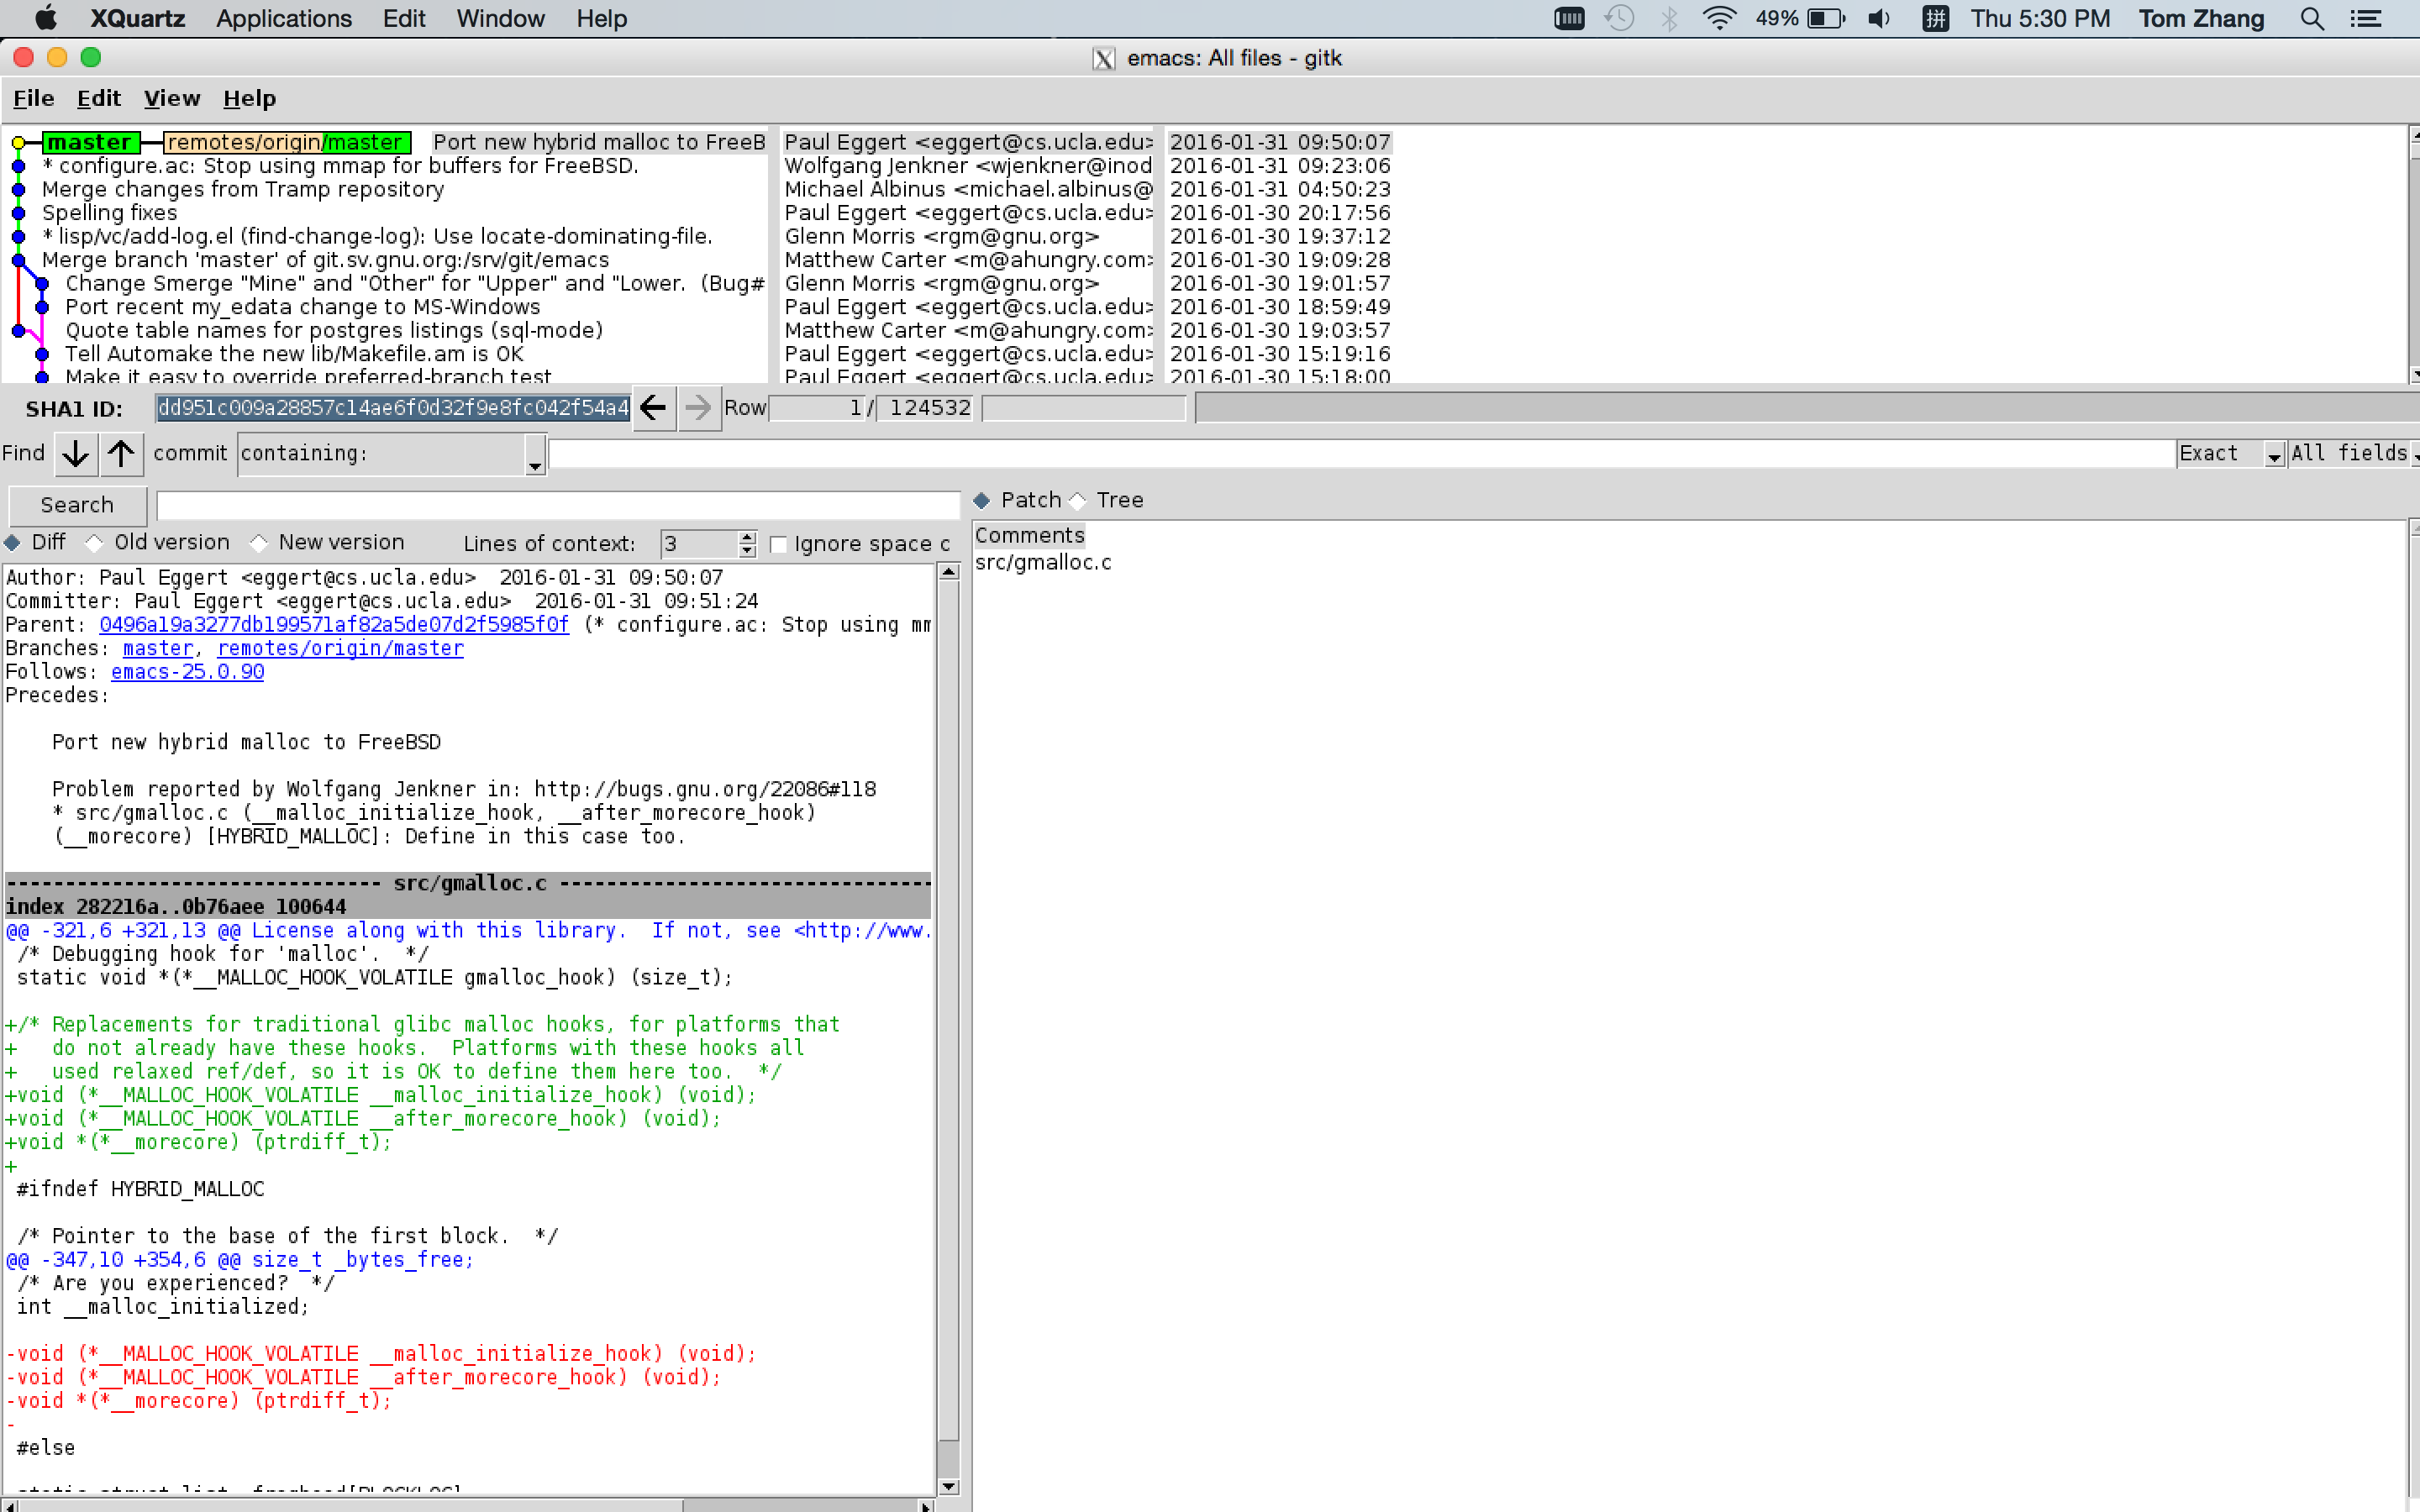 XQuartz Applications Edit Window Help 49% 拼 Thu 5:30 PM Tom Zhang
X emacs: All files - gitk
File Edit View Help
master remotes/origin/master Port new hybrid malloc to FreeB Paul Eggert <eggert@cs.ucla.edu> 2016-01-31 09:50:07
* configure.ac: Stop using mmap for buffers for FreeBSD. Wolfgang Jenkner <wjenkner@inod 2016-01-31 09:23:06
Merge changes from Tramp repository Michael Albinus <michael.albinus@ 2016-01-31 04:50:23
Spelling fixes Paul Eggert <eggert@cs.ucla.edu> 2016-01-30 20:17:56
* lisp/vc/add-log.el (find-change-log): Use locate-dominating-file. Glenn Morris <rgm@gnu.org> 2016-01-30 19:37:12
Merge branch 'master' of git.sv.gnu.org:/srv/git/emacs Matthew Carter <m@ahungry.com> 2016-01-30 19:09:28
Change Smerge "Mine" and "Other" for "Upper" and "Lower. (Bug# Glenn Morris <rgm@gnu.org> 2016-01-30 19:01:57
Port recent my_edata change to MS-Windows Paul Eggert <eggert@cs.ucla.edu> 2016-01-30 18:59:49
Quote table names for postgres listings (sql-mode) Matthew Carter <m@ahungry.com> 2016-01-30 19:03:57
Tell Automake the new lib/Makefile.am is OK Paul Eggert <eggert@cs.ucla.edu> 2016-01-30 15:19:16
Make it easy to override preferred-branch test Paul Eggert <eggert@cs.ucla.edu> 2016-01-30 15:18:00
SHA1 ID: dd951c009a28857c14ae6f0d32f9e8fc042f54a4 Row 1 / 124532
Find commit containing: Exact All fields
Search
Patch Tree
Diff Old version New version Lines of context: 3 Ignore space c
Comments
src/gmalloc.c
Author: Paul Eggert <eggert@cs.ucla.edu>  2016-01-31 09:50:07
Committer: Paul Eggert <eggert@cs.ucla.edu>  2016-01-31 09:51:24
Parent: 0496a19a3277db199571af82a5de07d2f5985f0f (* configure.ac: Stop using mm
Branches: master, remotes/origin/master
Follows: emacs-25.0.90
Precedes:
Port new hybrid malloc to FreeBSD
Problem reported by Wolfgang Jenkner in: http://bugs.gnu.org/22086#118
* src/gmalloc.c (__malloc_initialize_hook, __after_morecore_hook)
(__morecore) [HYBRID_MALLOC]: Define in this case too.
-------------------------------- src/gmalloc.c --------------------------------
index 282216a..0b76aee 100644
@@ -321,6 +321,13 @@ License along with this library.  If not, see <http://www.
/* Debugging hook for 'malloc'.  */
static void *(*__MALLOC_HOOK_VOLATILE gmalloc_hook) (size_t);
+/* Replacements for traditional glibc malloc hooks, for platforms that
+   do not already have these hooks.  Platforms with these hooks all
+   used relaxed ref/def, so it is OK to define them here too.  */
+void (*__MALLOC_HOOK_VOLATILE __malloc_initialize_hook) (void);
+void (*__MALLOC_HOOK_VOLATILE __after_morecore_hook) (void);
+void *(*__morecore) (ptrdiff_t);
+
#ifndef HYBRID_MALLOC
/* Pointer to the base of the first block.  */
@@ -347,10 +354,6 @@ size_t _bytes_free;
/* Are you experienced?  */
int __malloc_initialized;
-void (*__MALLOC_HOOK_VOLATILE __malloc_initialize_hook) (void);
-void (*__MALLOC_HOOK_VOLATILE __after_morecore_hook) (void);
-void *(*__morecore) (ptrdiff_t);
-
#else